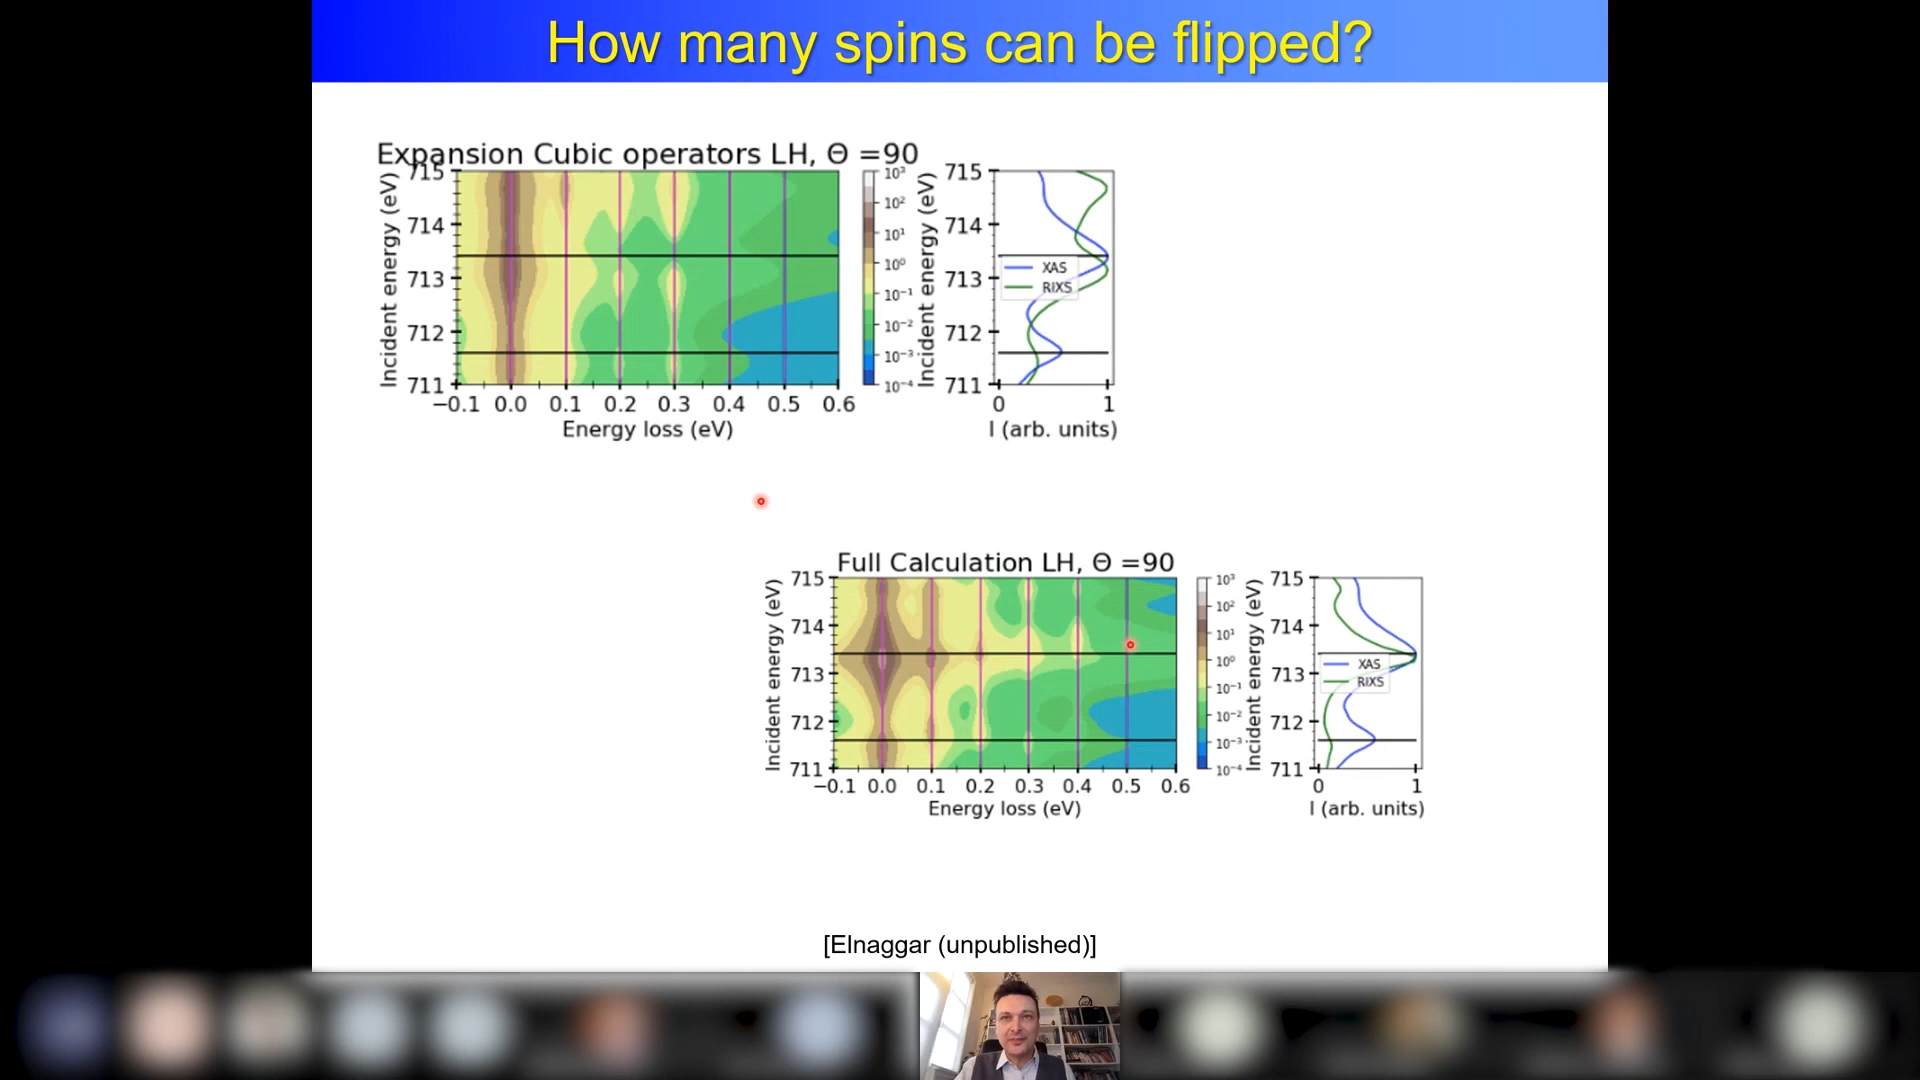 How many spins can be flipped?
Expansion Cubic operators LH, Θ =90
Incident energy (eV)
715
714
713
712
711
−0.1 0.0 0.1 0.2 0.3 0.4 0.5 0.6
Energy loss (eV)
10³
10²
10¹
10⁰
10⁻¹
10⁻²
10⁻³
10⁻⁴
Incident energy (eV)
715
714
713
712
711
XAS
RIXS
0 1
I (arb. units)
Full Calculation LH, Θ =90
Incident energy (eV)
715
714
713
712
711
−0.1 0.0 0.1 0.2 0.3 0.4 0.5 0.6
Energy loss (eV)
10³
10²
10¹
10⁰
10⁻¹
10⁻²
10⁻³
10⁻⁴
Incident energy (eV)
715
714
713
712
711
XAS
RIXS
0 1
I (arb. units)
[Elnaggar (unpublished)]